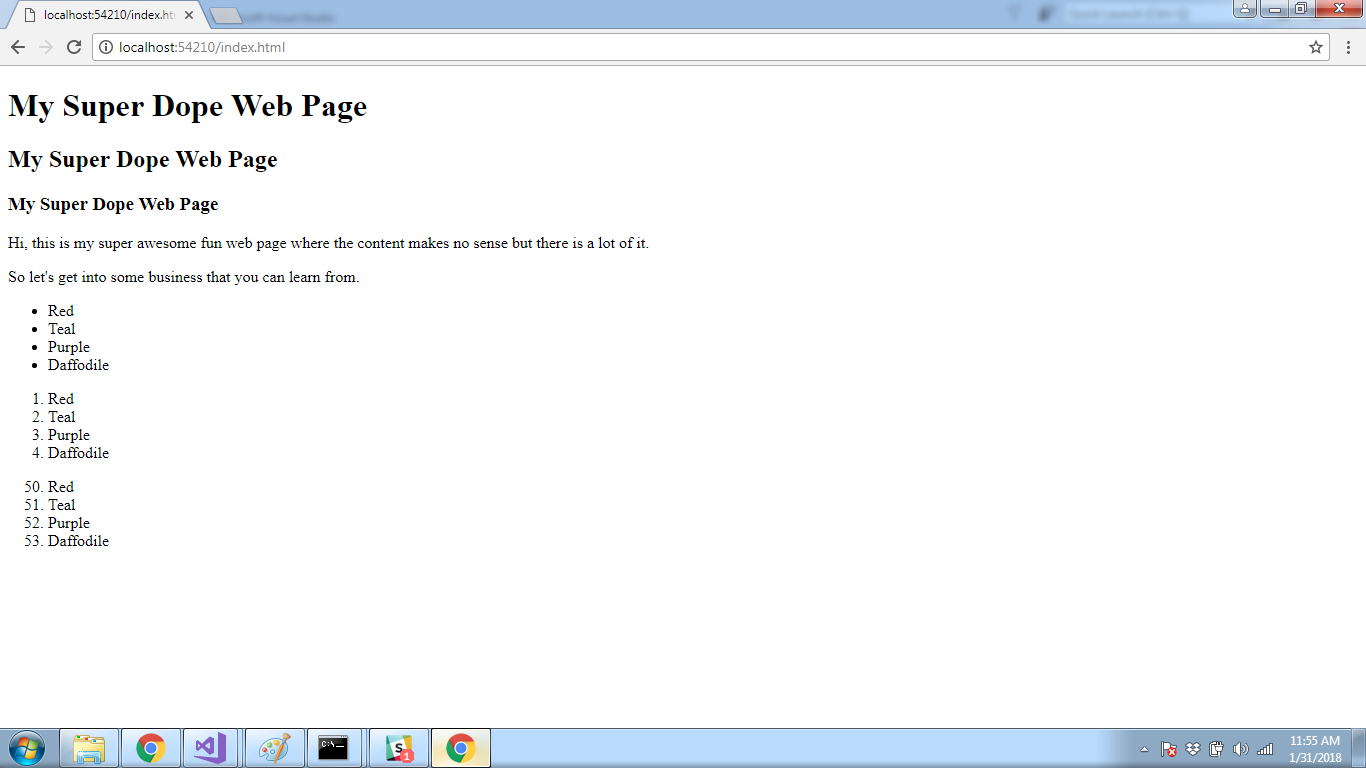 localhost:54210/index.ht
localhost:54210/index.html
My Super Dope Web Page
My Super Dope Web Page
My Super Dope Web Page
Hi, this is my super awesome fun web page where the content makes no sense but there is a lot of it.
So let's get into some business that you can learn from.
• Red
• Teal
• Purple
• Daffodile
1. Red
2. Teal
3. Purple
4. Daffodile
50. Red
51. Teal
52. Purple
53. Daffodile
C:\_
S 1
11:55 AM
1/31/2018